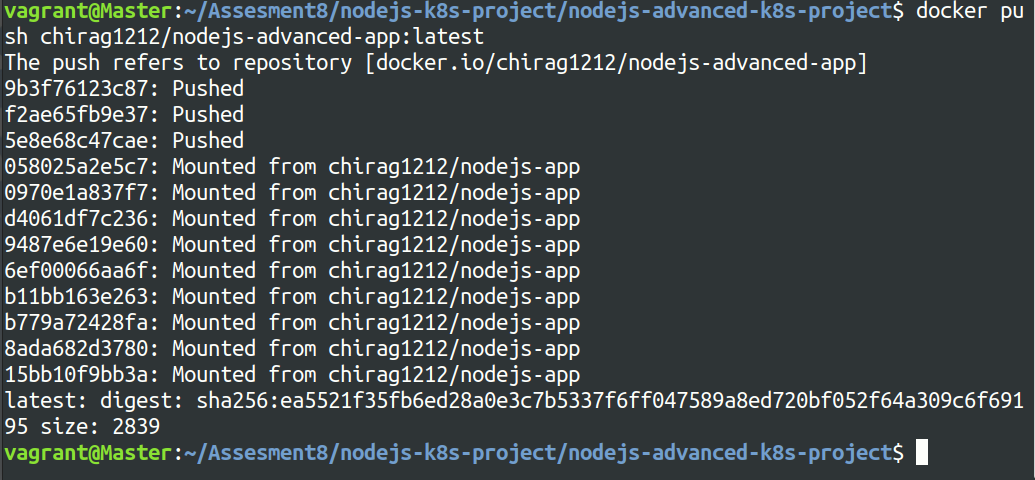 vagrant@Master:~/Assesment8/nodejs-k8s-project/nodejs-advanced-k8s-project$ docker pu
sh chirag1212/nodejs-advanced-app:latest
The push refers to repository [docker.io/chirag1212/nodejs-advanced-app]
9b3f76123c87: Pushed
f2ae65fb9e37: Pushed
5e8e68c47cae: Pushed
058025a2e5c7: Mounted from chirag1212/nodejs-app
0970e1a837f7: Mounted from chirag1212/nodejs-app
d4061df7c236: Mounted from chirag1212/nodejs-app
9487e6e19e60: Mounted from chirag1212/nodejs-app
6ef00066aa6f: Mounted from chirag1212/nodejs-app
b11bb163e263: Mounted from chirag1212/nodejs-app
b779a72428fa: Mounted from chirag1212/nodejs-app
8ada682d3780: Mounted from chirag1212/nodejs-app
15bb10f9bb3a: Mounted from chirag1212/nodejs-app
latest: digest: sha256:ea5521f35fb6ed28a0e3c7b5337f6ff047589a8ed720bf052f64a309c6f691
95 size: 2839
vagrant@Master:~/Assesment8/nodejs-k8s-project/nodejs-advanced-k8s-project$